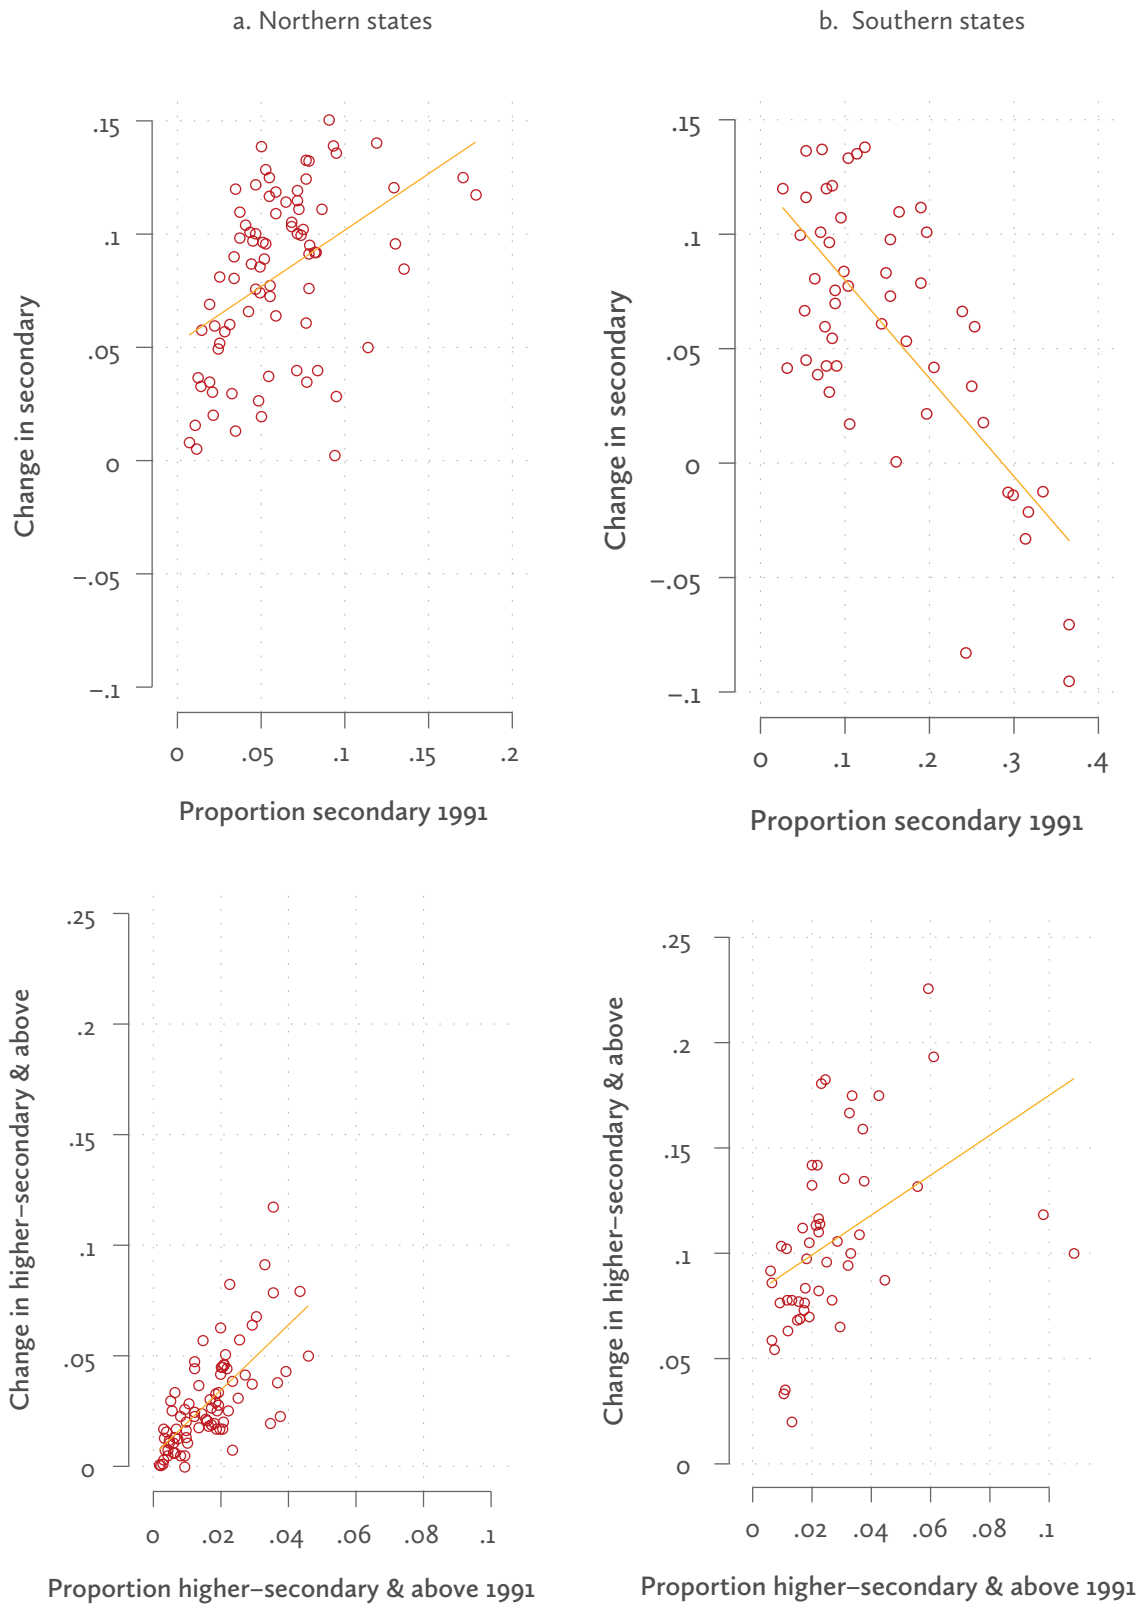 a. Northern states
b. Southern states
.15
.1
.05
0
–.05
–.1
Change in secondary
0 .05 .1 .15 .2
Proportion secondary 1991
.15
.1
.05
0
–.05
–.1
Change in secondary
0 .1 .2 .3 .4
Proportion secondary 1991
.25
.2
.15
.1
.05
0
Change in higher–secondary & above
0 .02 .04 .06 .08 .1
Proportion higher–secondary & above 1991
.25
.2
.15
.1
.05
0
Change in higher–secondary & above
0 .02 .04 .06 .08 .1
Proportion higher–secondary & above 1991